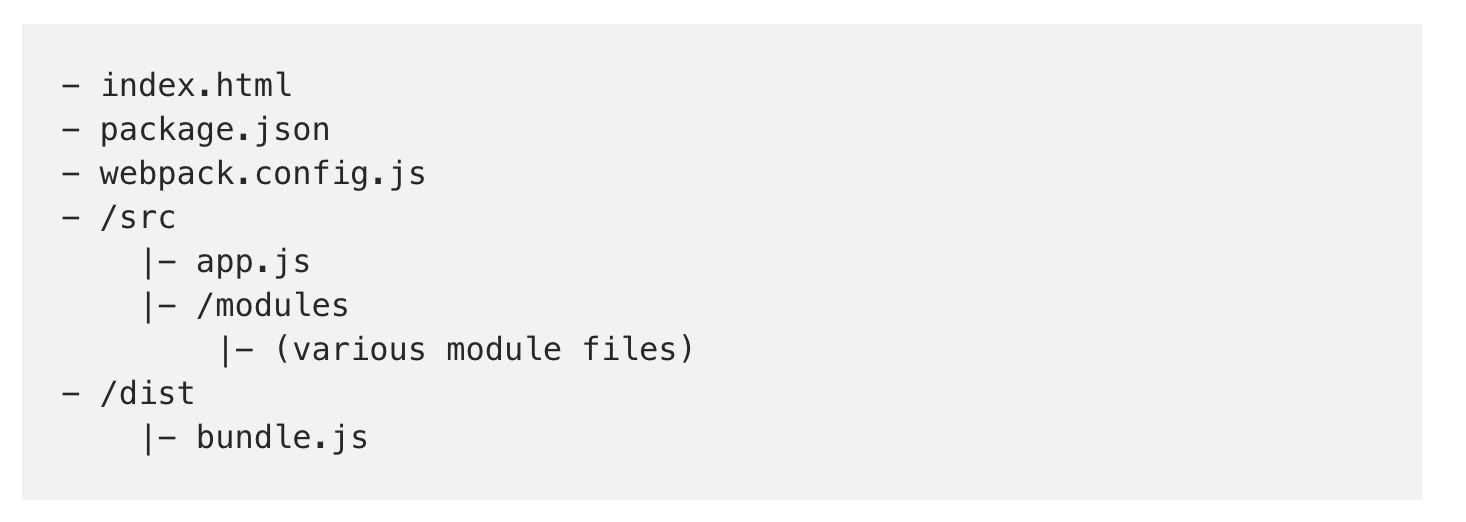 - index.html
- package.json
- webpack.config.js
- /src
    |- app.js
    |- /modules
        |- (various module files)
- /dist
    |- bundle.js